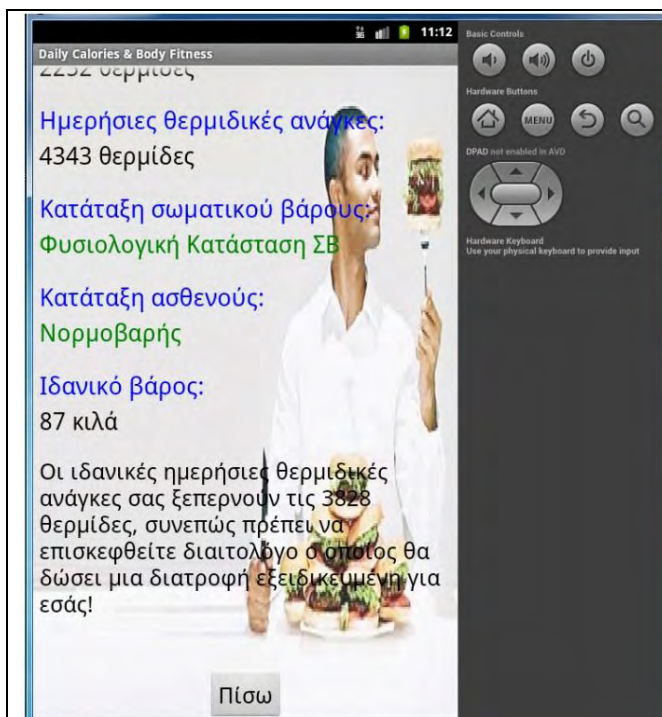 11:12
Daily Calories & Body Fitness
2252 θερμίδες
Ημερήσιες θερμιδικές ανάγκες:
4343 θερμίδες
Κατάταξη σωματικού βάρους:
Φυσιολογική Κατάσταση ΣΒ
Κατάταξη ασθενούς:
Νορμοβαρής
Ιδανικό βάρος:
87 κιλά
Οι ιδανικές ημερήσιες θερμιδικές
ανάγκες σας ξεπερνούν τις 3828
θερμίδες, συνεπώς πρέπει να
επισκεφθείτε διαιτολόγο ο οποίος θα
δώσει μια διατροφή εξειδικευμένη για
εσάς!
Πίσω
Basic Controls
Hardware Buttons
MENU
DPAD not enabled in AVD
Hardware Keyboard
Use your physical keyboard to provide input